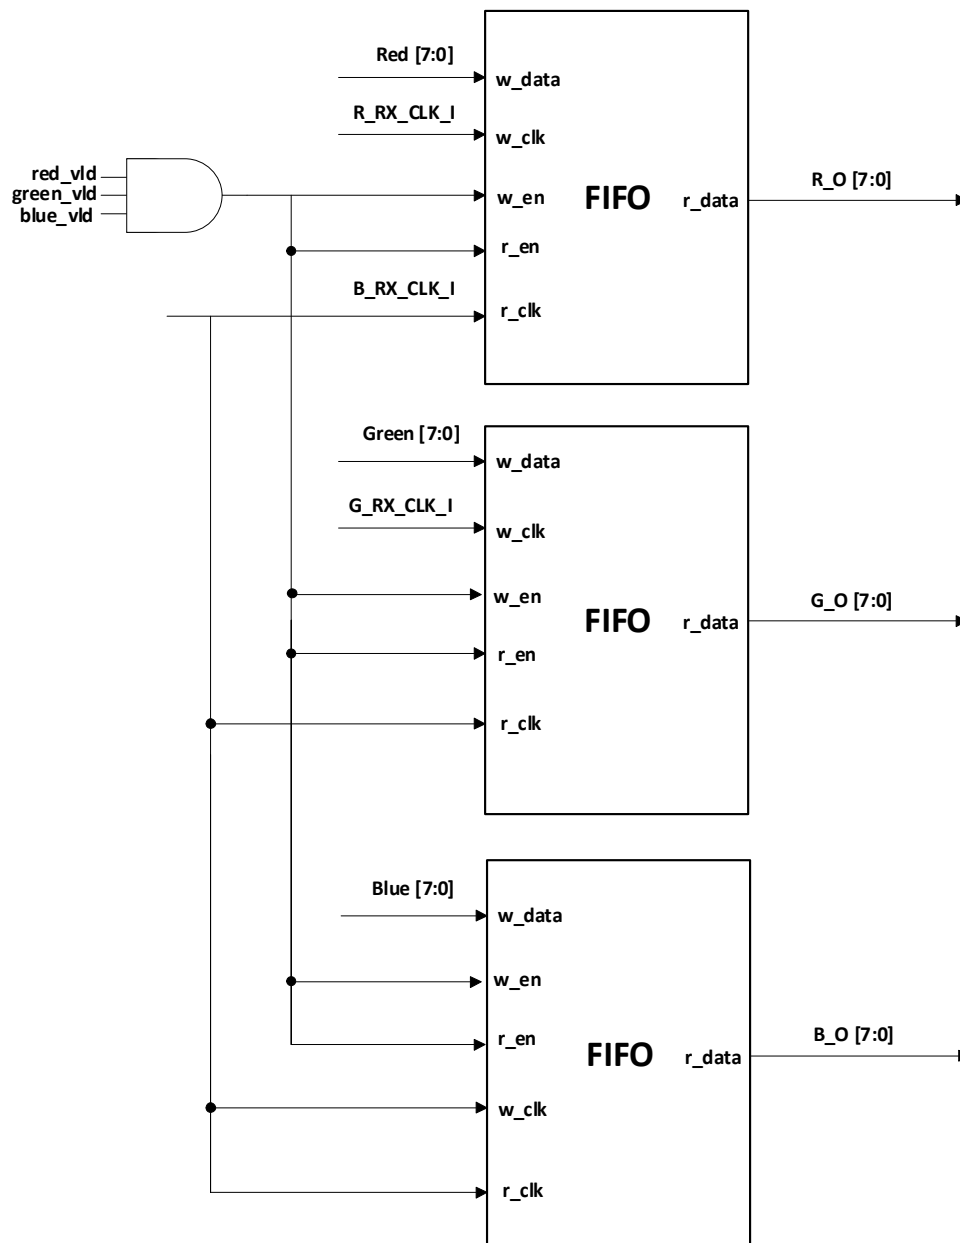 Red [7:0]
w_data
R_RX_CLK_I
w_clk
red_vld
green_vld
blue_vld
w_en
FIFO
r_data
R_O [7:0]
r_en
B_RX_CLK_I
r_clk
Green [7:0]
w_data
G_RX_CLK_I
w_clk
w_en
FIFO
r_data
G_O [7:0]
r_en
r_clk
Blue [7:0]
w_data
w_en
r_en
FIFO
r_data
B_O [7:0]
w_clk
r_clk